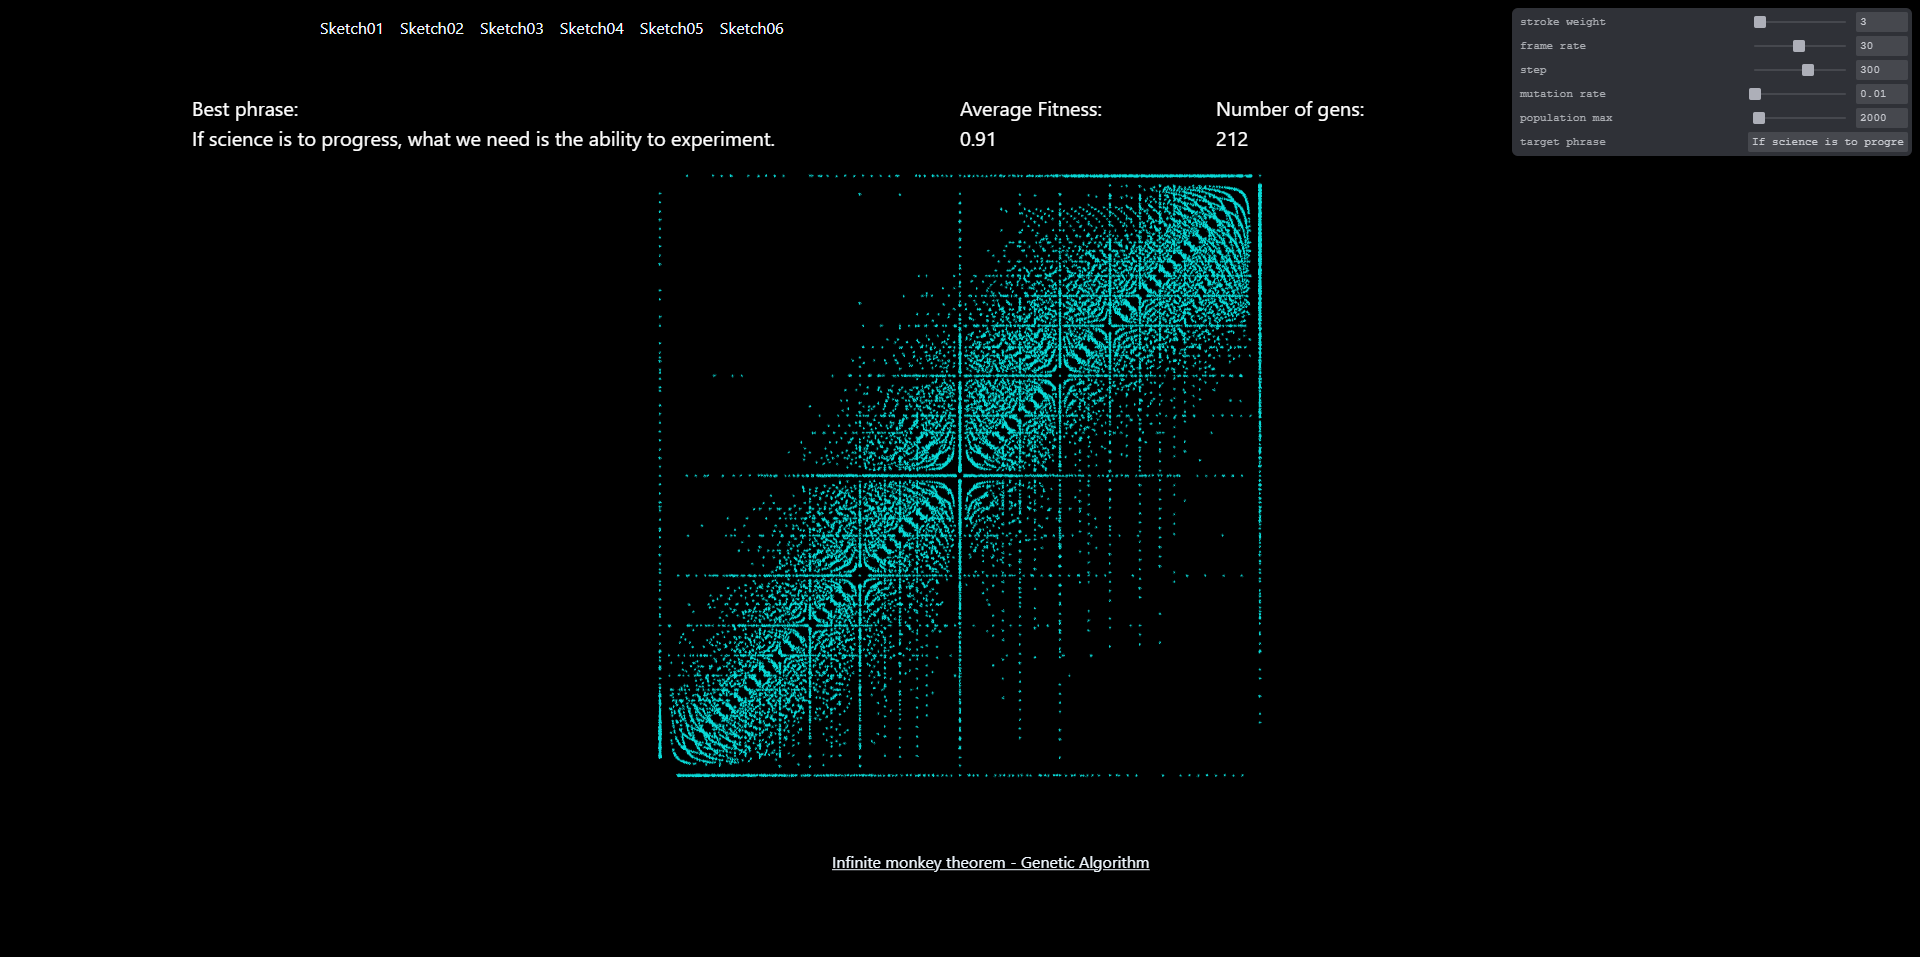 Sketch01 Sketch02 Sketch03 Sketch04 Sketch05 Sketch06
stroke weight 3
frame rate 30
step 300
mutation rate 0.01
population max 2000
target phrase If science is to progre
Best phrase:
If science is to progress, what we need is the ability to experiment.
Average Fitness:
0.91
Number of gens:
212
Infinite monkey theorem - Genetic Algorithm